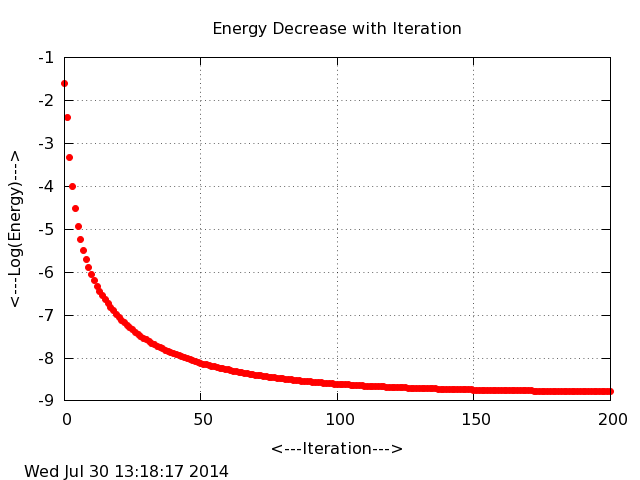 Energy Decrease with Iteration
-1
-2
-3
-4
-5
-6
-7
-8
-9
<---Log(Energy)--->
0 50 100 150 200
<---Iteration--->
Wed Jul 30 13:18:17 2014